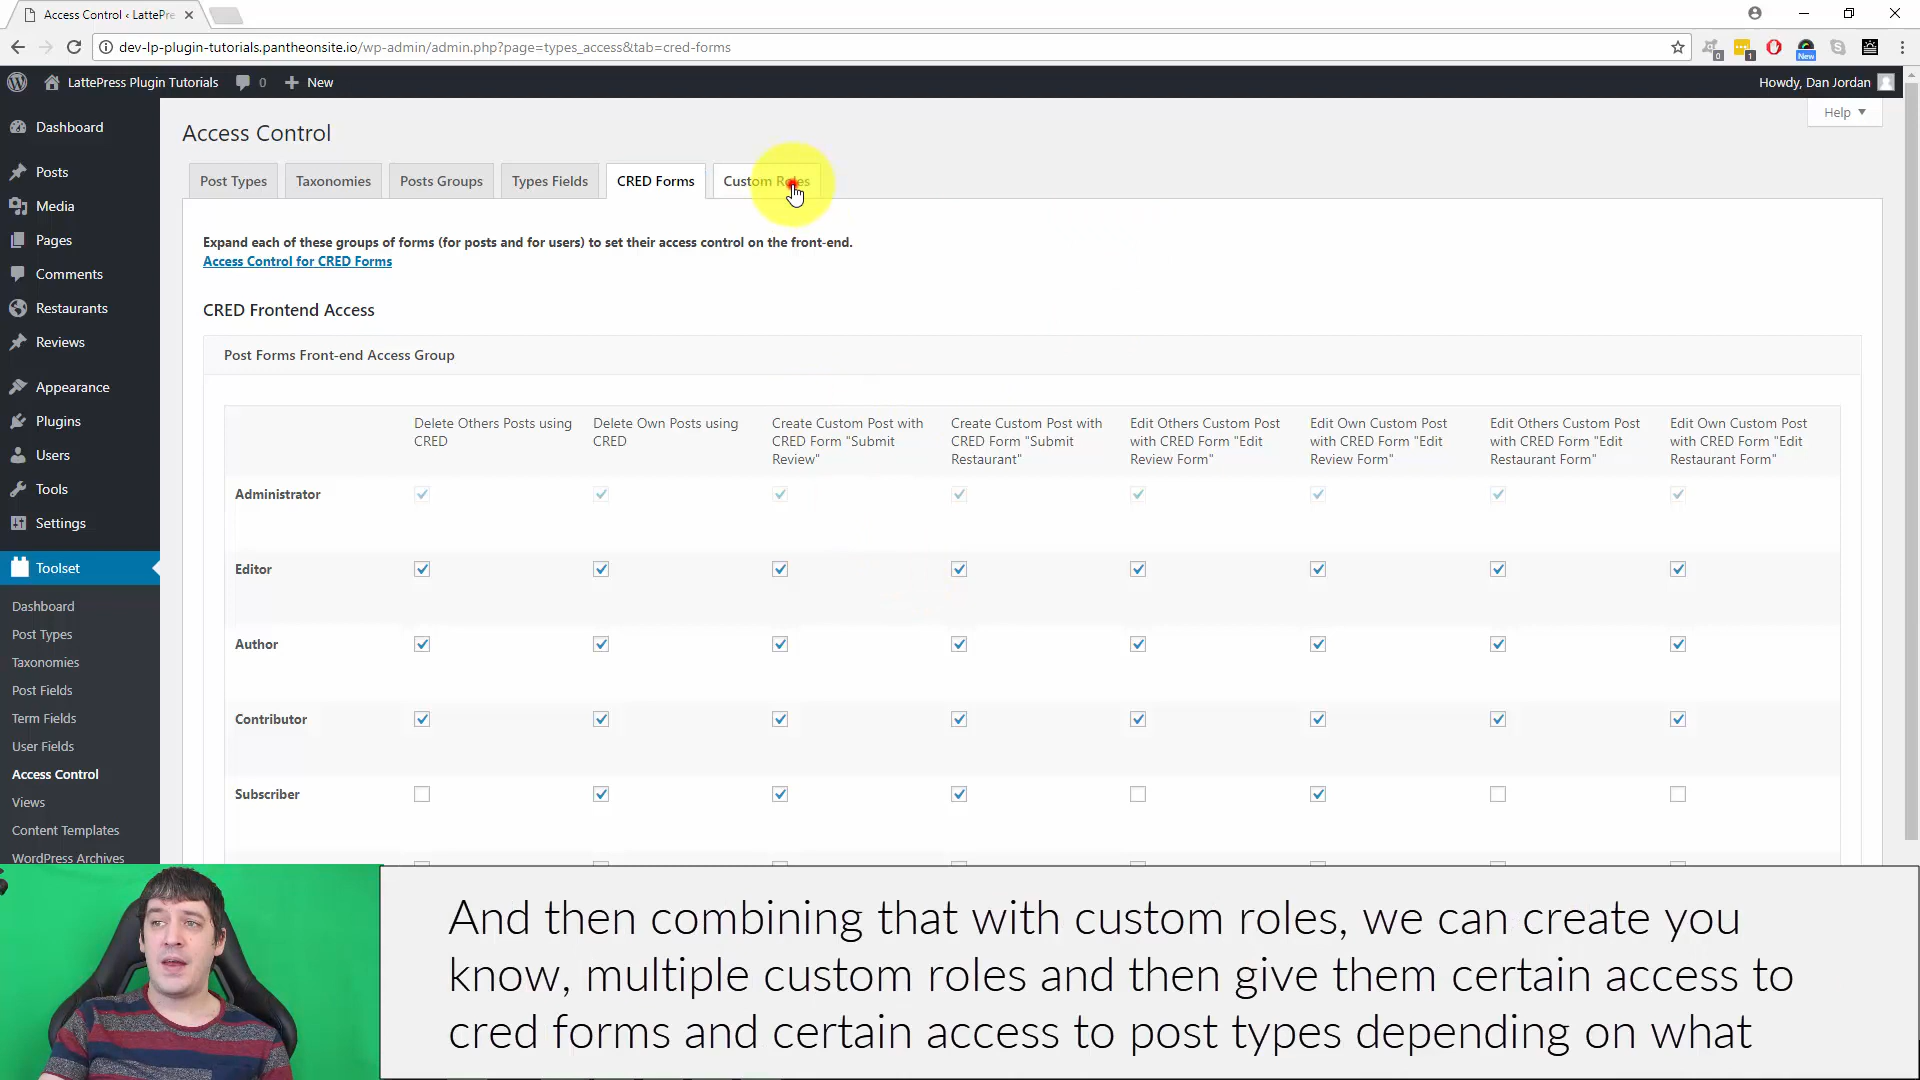 Access Control ‹ LattePre
dev-lp-plugin-tutorials.pantheonsite.io/wp-admin/admin.php?page=types_access&tab=cred-forms
0
1
New
LattePress Plugin Tutorials
0
New
Howdy, Dan Jordan
Help
Dashboard
Posts
Media
Pages
Comments
Restaurants
Reviews
Appearance
Plugins
Users
Tools
Settings
Toolset
Dashboard
Post Types
Taxonomies
Post Fields
Term Fields
User Fields
Access Control
Views
Content Templates
WordPress Archives
Access Control
Post Types
Taxonomies
Posts Groups
Types Fields
CRED Forms
Custom Roles
Expand each of these groups of forms (for posts and for users) to set their access control on the front-end.
Access Control for CRED Forms
CRED Frontend Access
Post Forms Front-end Access Group
Delete Others Posts using
CRED
Delete Own Posts using
CRED
Create Custom Post with
CRED Form "Submit
Review"
Create Custom Post with
CRED Form "Submit
Restaurant"
Edit Others Custom Post
with CRED Form "Edit
Review Form"
Edit Own Custom Post
with CRED Form "Edit
Review Form"
Edit Others Custom Post
with CRED Form "Edit
Restaurant Form"
Edit Own Custom Post
with CRED Form "Edit
Restaurant Form"
Administrator
Editor
Author
Contributor
Subscriber
And then combining that with custom roles, we can create you
know, multiple custom roles and then give them certain access to
cred forms and certain access to post types depending on what